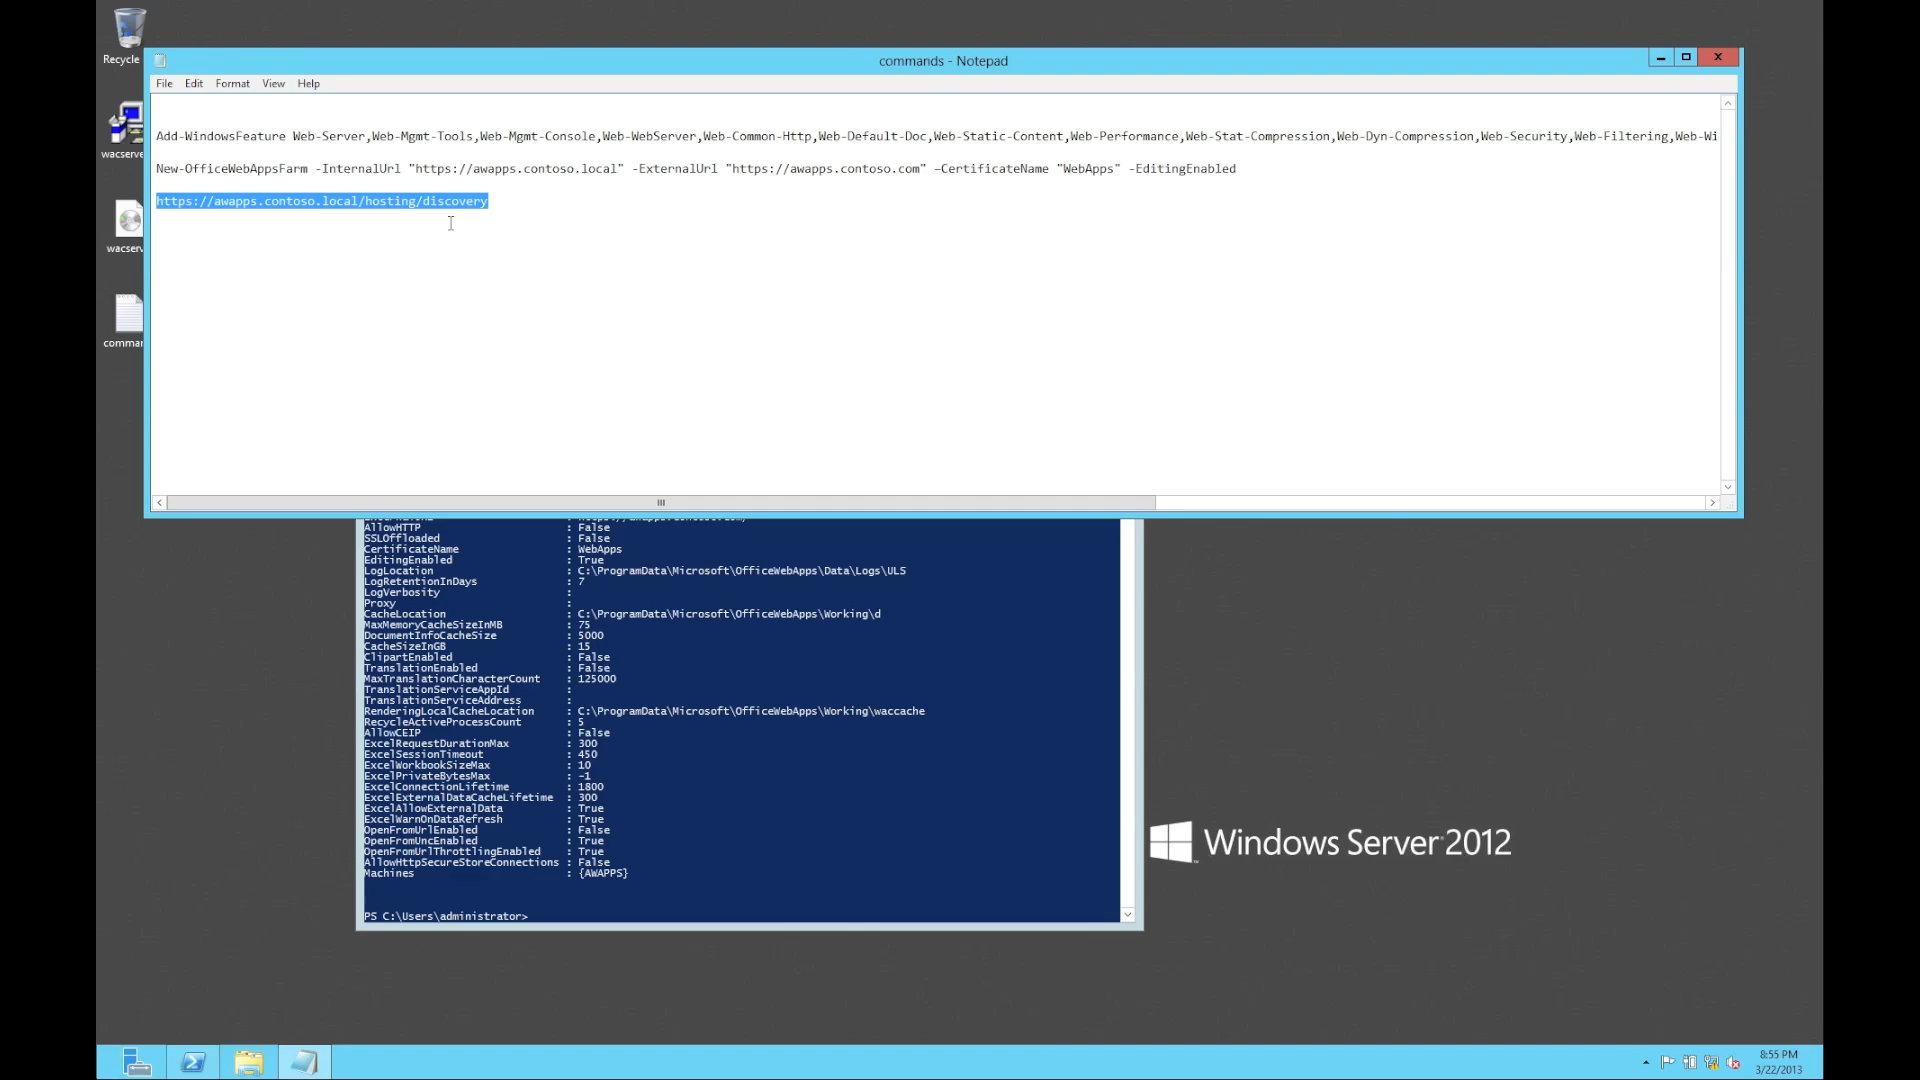 Recycle
commands - Notepad
File Edit Format View Help
Add-WindowsFeature Web-Server,Web-Mgmt-Tools,Web-Mgmt-Console,Web-WebServer,Web-Common-Http,Web-Default-Doc,Web-Static-Content,Web-Performance,Web-Stat-Compression,Web-Dyn-Compression,Web-Security,Web-Filtering,Web-Wi
New-OfficeWebAppsFarm -InternalUrl "https://awapps.contoso.local" -ExternalUrl "https://awapps.contoso.com" –CertificateName "WebApps" -EditingEnabled
https://awapps.contoso.local/hosting/discovery
wacserve
wacserv
commar
AllowHTTP : False
SSLOffloaded : False
CertificateName : WebApps
EditingEnabled : True
LogLocation : C:\ProgramData\Microsoft\OfficeWebApps\Data\Logs\ULS
LogRetentionInDays : 7
LogVerbosity :
Proxy :
CacheLocation : C:\ProgramData\Microsoft\OfficeWebApps\Working\d
MaxMemoryCacheSizeInMB : 75
DocumentInfoCacheSize : 5000
CacheSizeInGB : 15
ClipartEnabled : False
TranslationEnabled : False
MaxTranslationCharacterCount : 125000
TranslationServiceAppId :
TranslationServiceAddress :
RenderingLocalCacheLocation : C:\ProgramData\Microsoft\OfficeWebApps\Working\waccache
RecycleActiveProcessCount : 5
AllowCEIP : False
ExcelRequestDurationMax : 300
ExcelSessionTimeout : 450
ExcelWorkbookSizeMax : 10
ExcelPrivateBytesMax : -1
ExcelConnectionLifetime : 1800
ExcelExternalDataCacheLifetime : 300
ExcelAllowExternalData : True
ExcelWarnOnDataRefresh : True
OpenFromUrlEnabled : False
OpenFromUncEnabled : True
OpenFromUrlThrottlingEnabled : True
AllowHttpSecureStoreConnections : False
Machines : {AWAPPS}
PS C:\Users\administrator>
Windows Server 2012
8:55 PM
3/22/2013